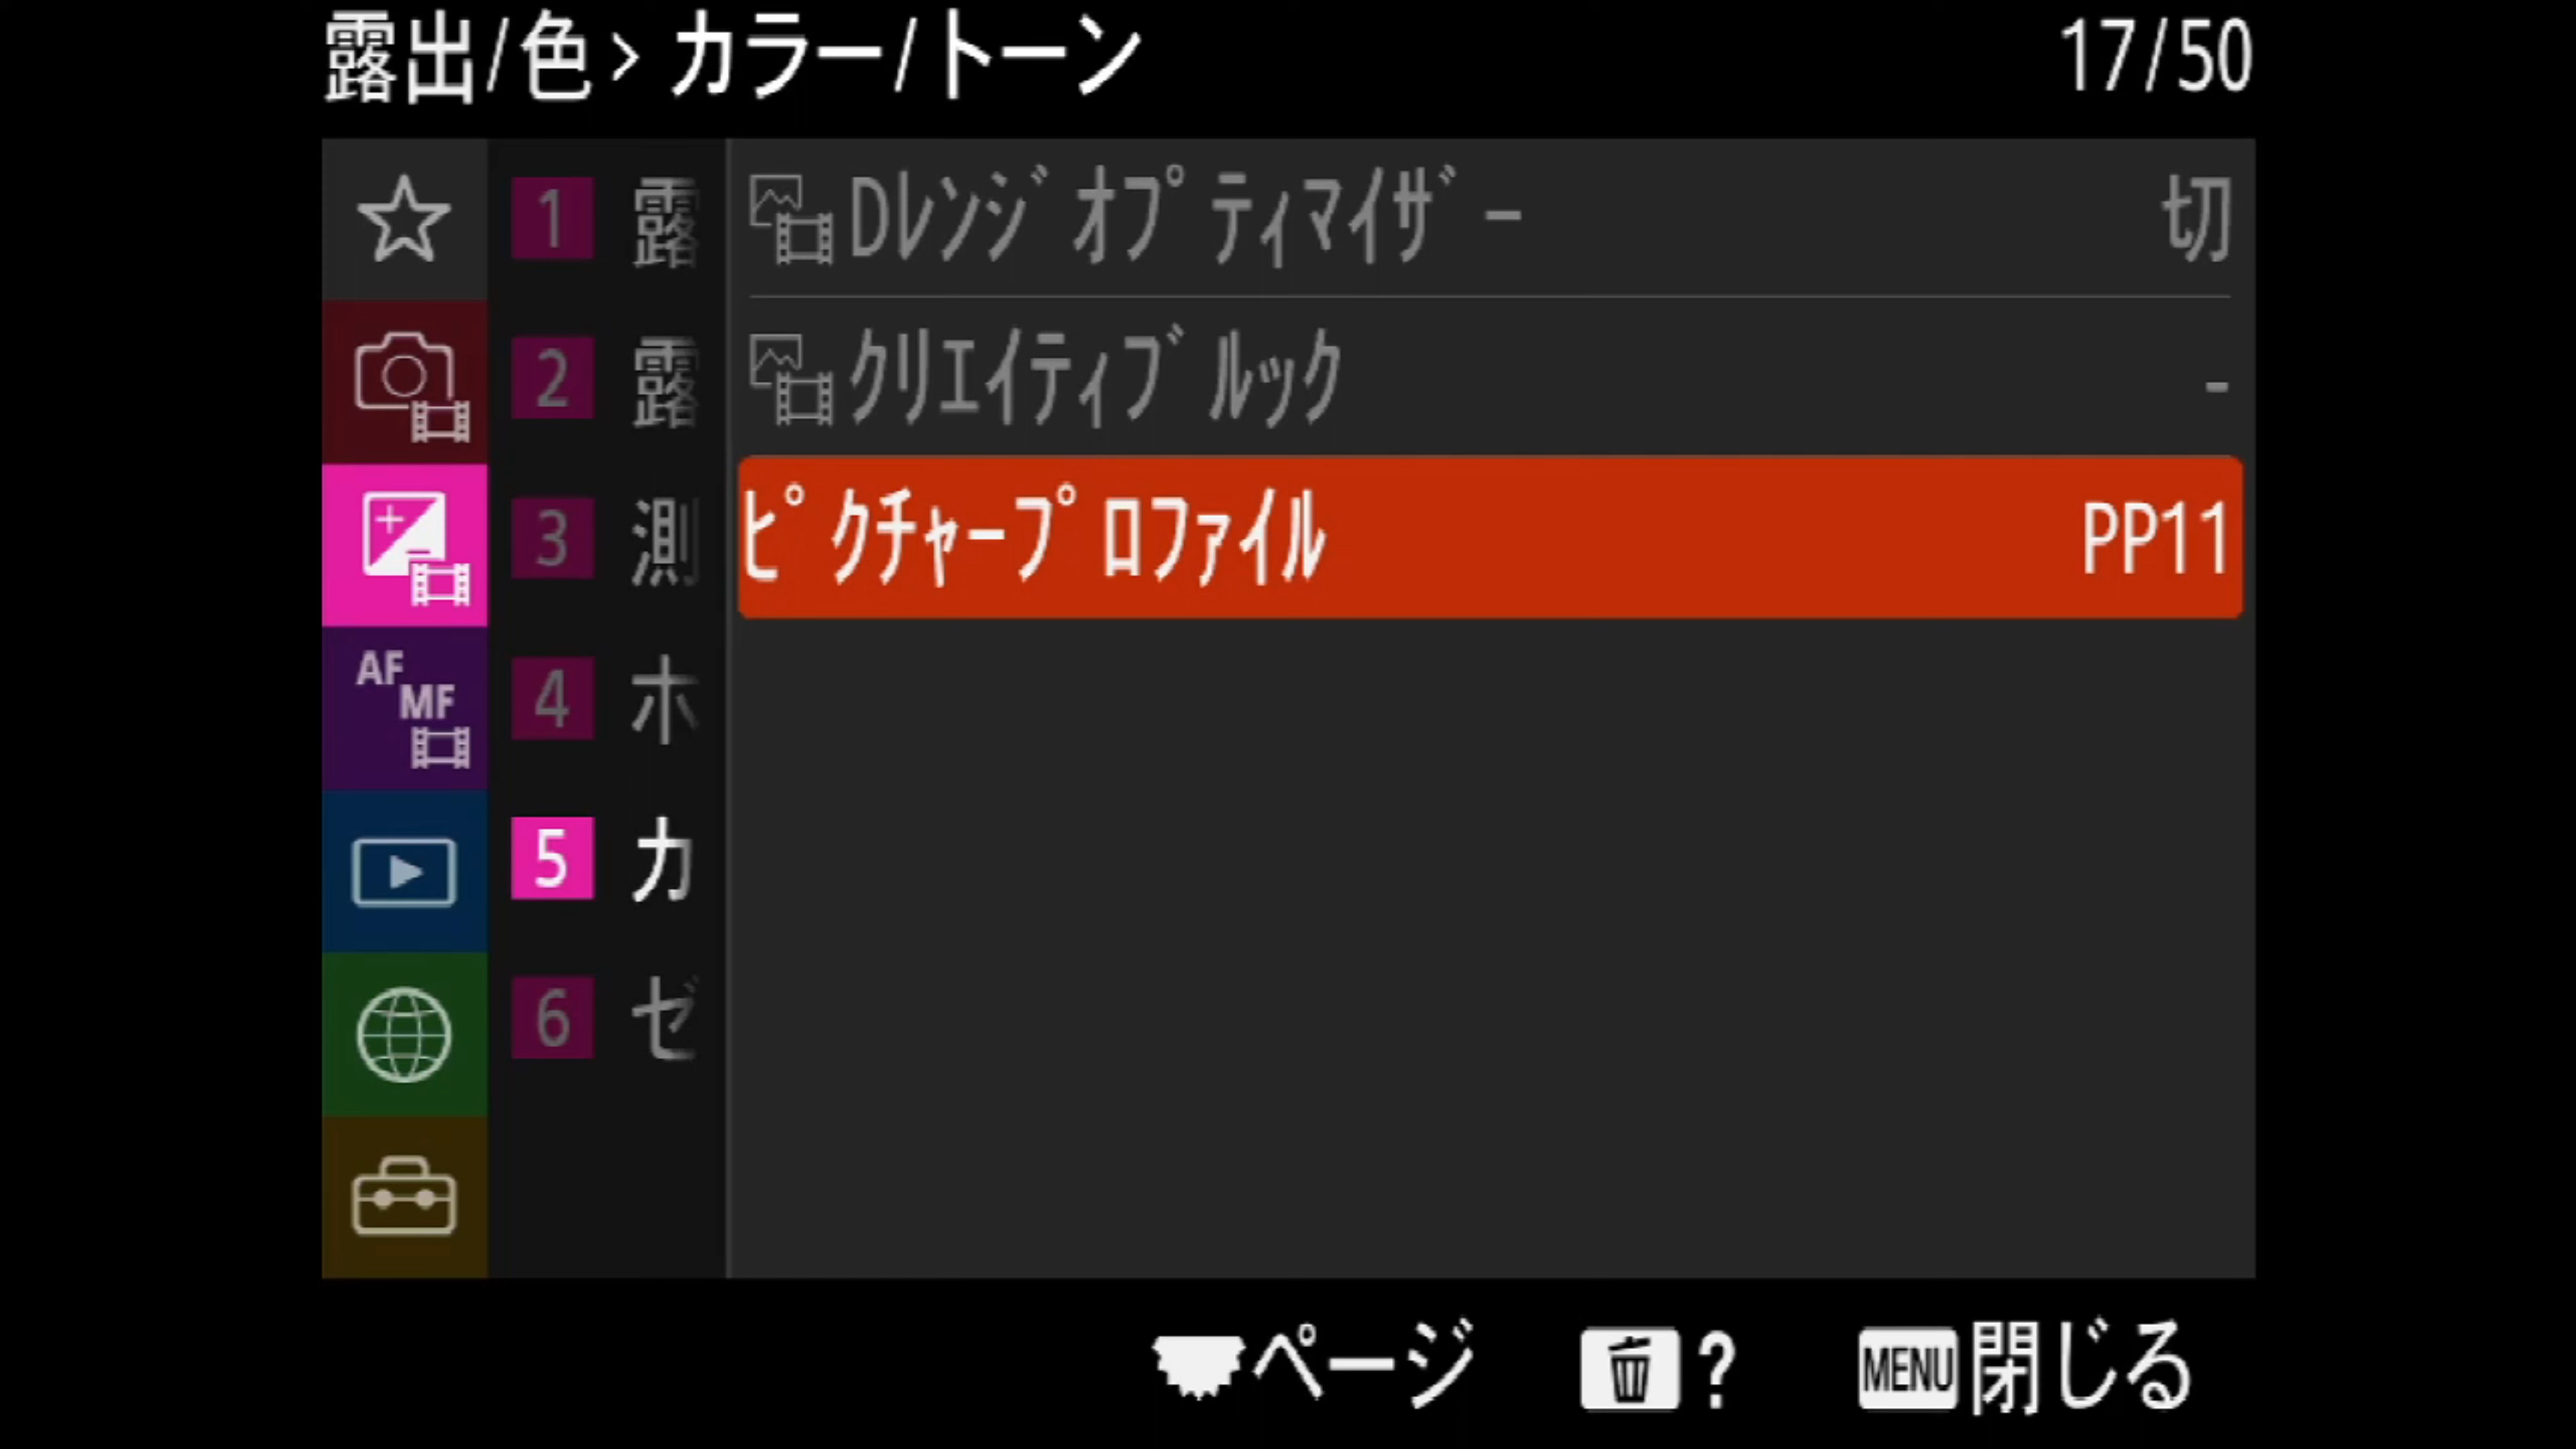 露出/色> カラー/トーン 17/50
1 露
2 露
3 測
4 ホ
5 カ
6 ゼ
Dﾚﾝｼﾞｵﾌﾟﾃｨﾏｲｻﾞｰ 切
ｸﾘｴｲﾃｨﾌﾞﾙｯｸ -
ﾋﾟｸﾁｬｰﾌﾟﾛﾌｧｲﾙ PP11
AF
MF
ページ ? MENU 閉じる